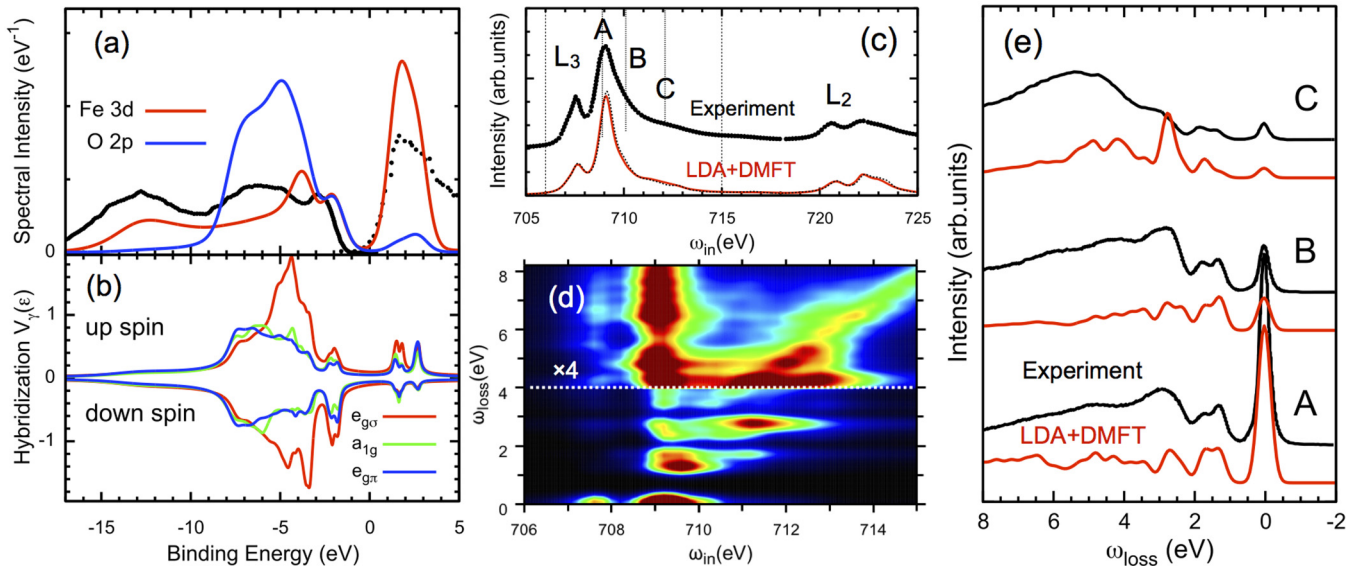 (a)
Spectral Intensity (eV⁻¹)
Fe 3d
O 2p
0
(b)
Hybridization Vγ(ε)
1
0
-1
up spin
down spin
e_gσ
a_1g
e_gπ
-15 -10 -5 0 5
Binding Energy (eV)
(c)
Intensity (arb.units)
L₃
A
B
C
L₂
Experiment
LDA+DMFT
705 710 715 720 725
ω_in(eV)
(d)
ω_loss(eV)
8
6
×4
4
2
0
706 708 710 712 714
ω_in(eV)
(e)
Intensity (arb.units)
C
B
Experiment
A
LDA+DMFT
8 6 4 2 0 -2
ω_loss (eV)